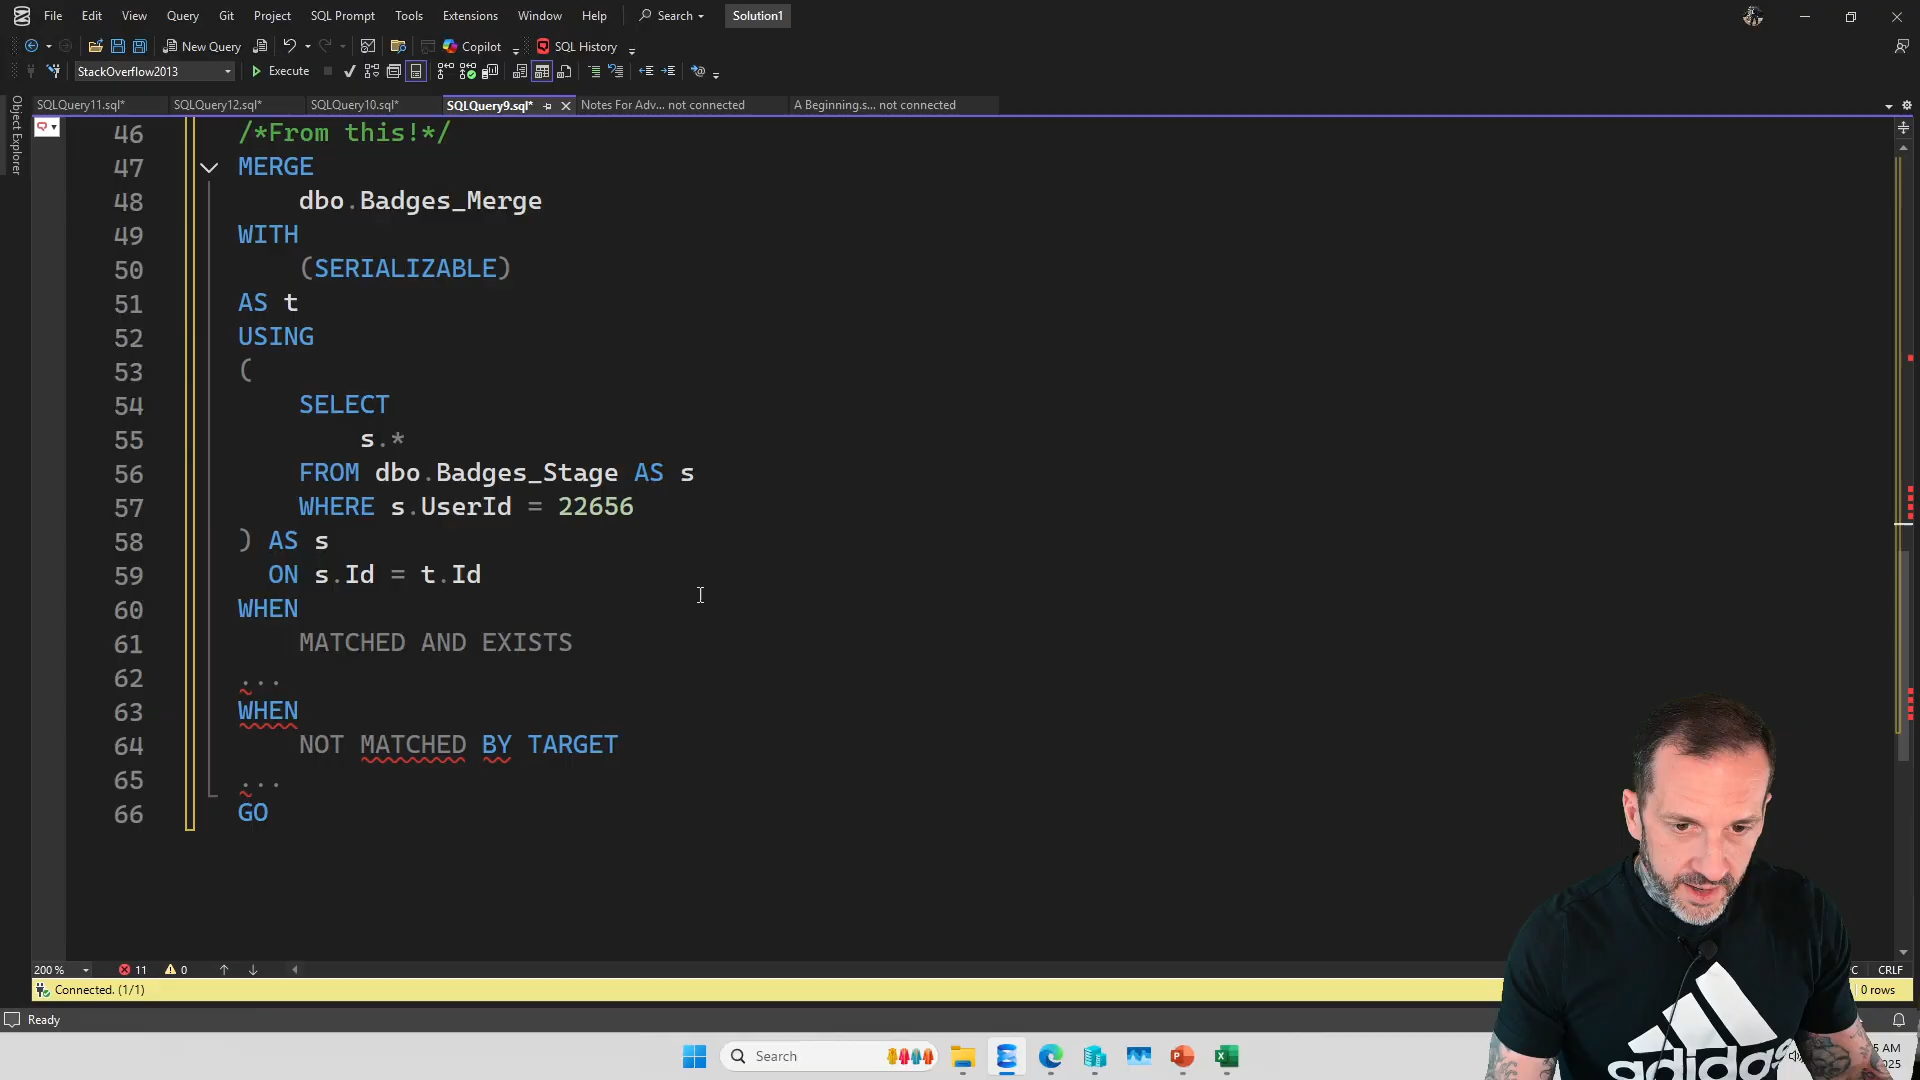 File Edit View Query Git Project SQL Prompt Tools Extensions Window Help Search Solution1
New Query Copilot SQL History
StackOverflow2013 Execute
SQLQuery11.sql* SQLQuery12.sql* SQLQuery10.sql* SQLQuery9.sql* Notes For Adv... not connected A Beginning.s... not connected
Object Explorer
46 /*From this!*/
47 MERGE
48 dbo.Badges_Merge
49 WITH
50 (SERIALIZABLE)
51 AS t
52 USING
53 (
54 SELECT
55 s.*
56 FROM dbo.Badges_Stage AS s
57 WHERE s.UserId = 22656
58 ) AS s
59 ON s.Id = t.Id
60 WHEN
61 MATCHED AND EXISTS
62 ...
63 WHEN
64 NOT MATCHED BY TARGET
65 ...
66 GO
200 % 11 0 CRLF
Connected. (1/1) 0 rows
Ready
Search
adidas